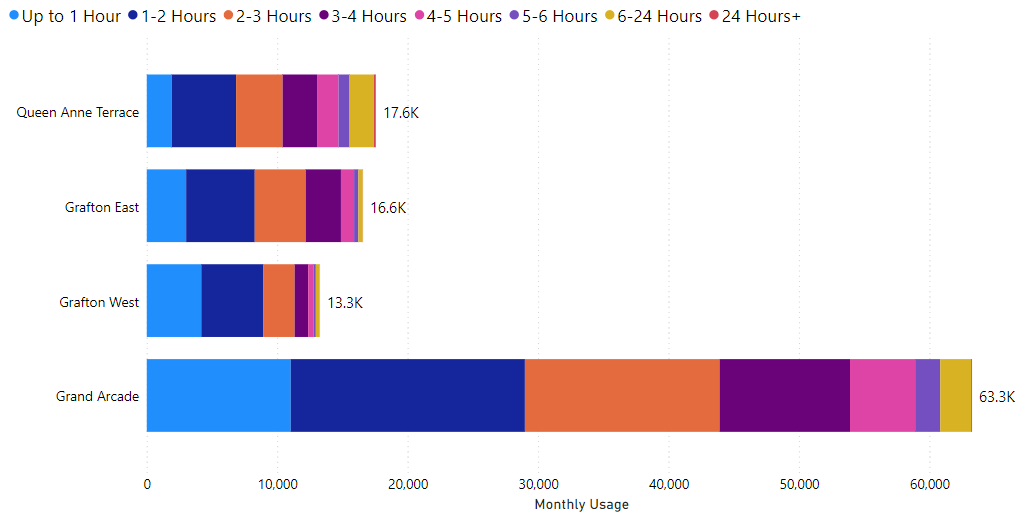 Up to 1 Hour 1-2 Hours 2-3 Hours 3-4 Hours 4-5 Hours 5-6 Hours 6-24 Hours 24 Hours+
Queen Anne Terrace 17.6K
Grafton East 16.6K
Grafton West 13.3K
Grand Arcade 63.3K
0 10,000 20,000 30,000 40,000 50,000 60,000
Monthly Usage